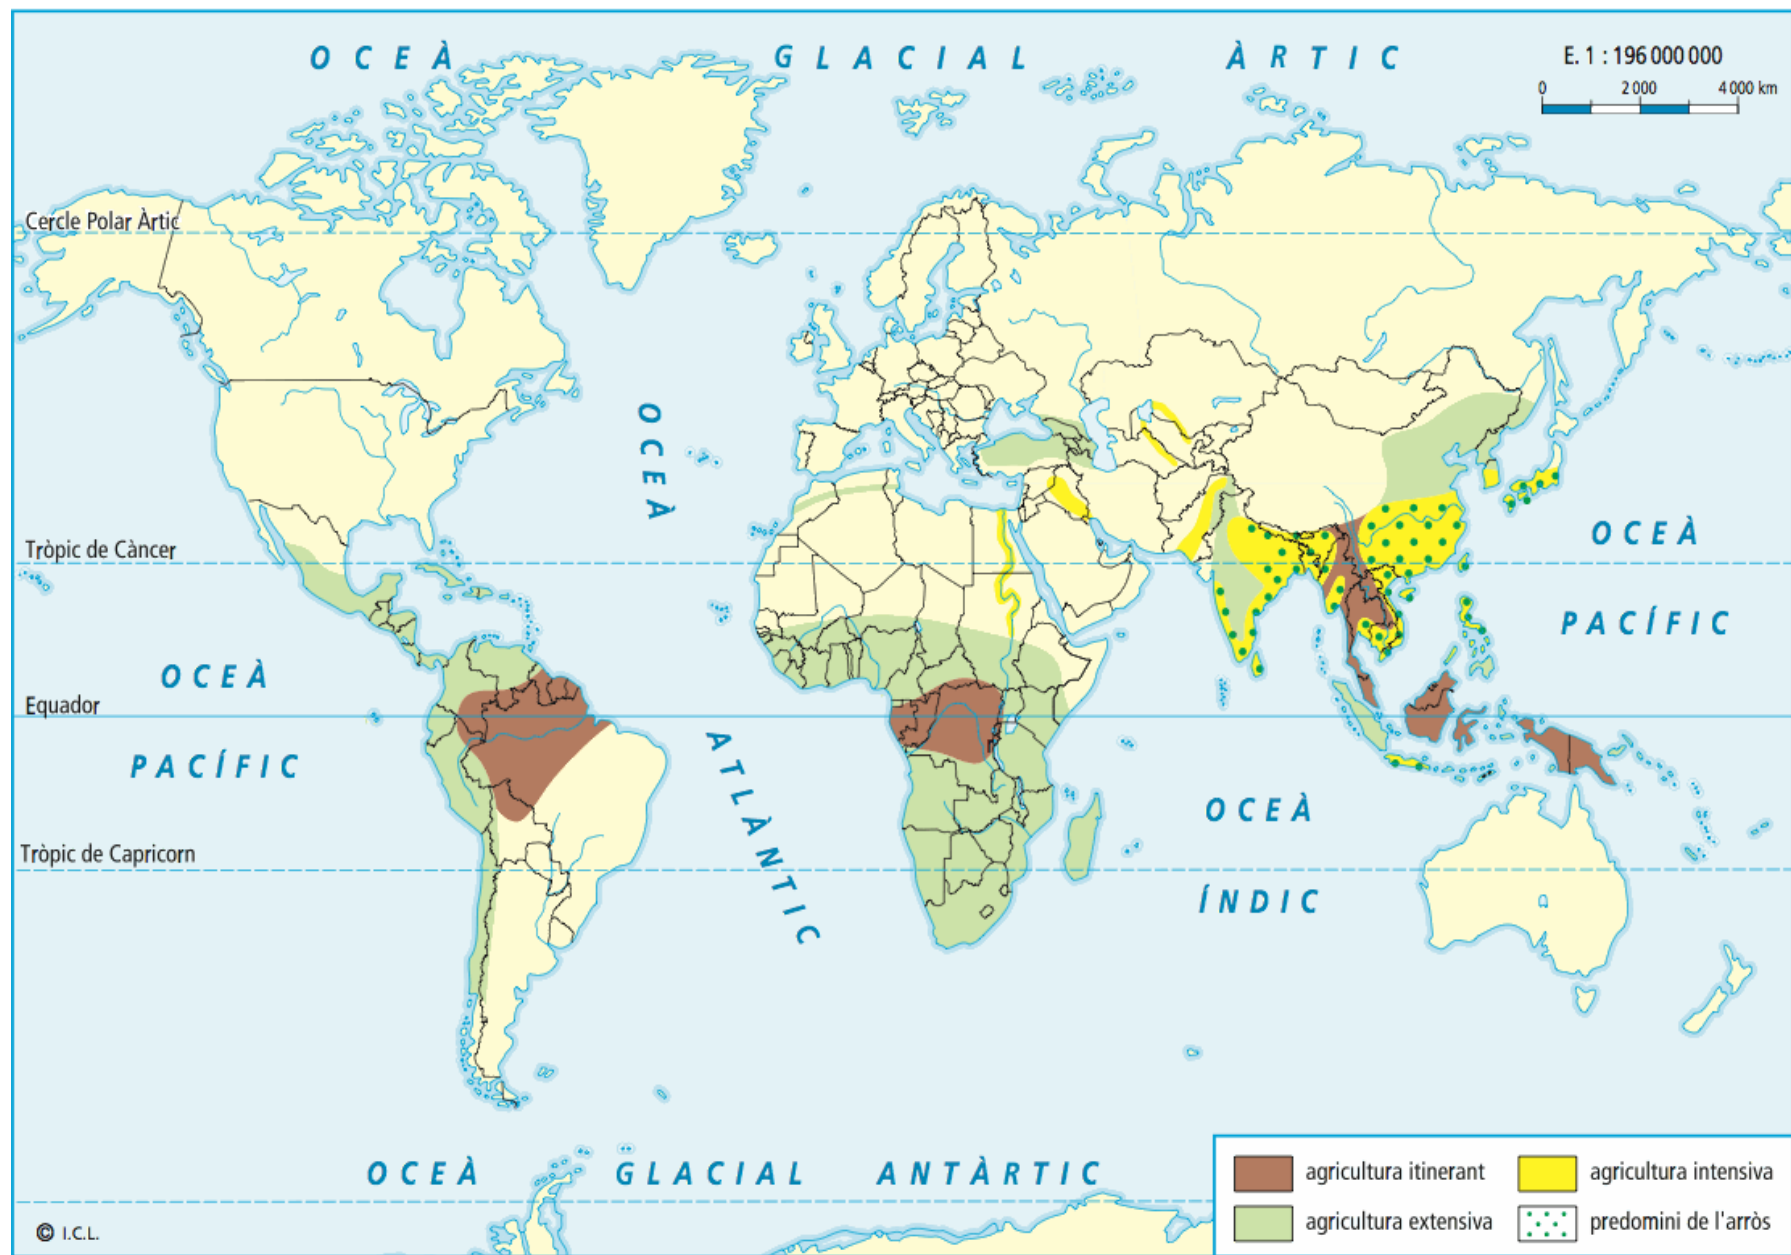 OCEÀ GLACIAL ÀRTIC
E. 1 : 196 000 000
0 2 000 4 000 km
Cercle Polar Àrtic
OCEÀ
Tròpic de Càncer
OCEÀ
PACÍFIC
OCEÀ
Equador
PACÍFIC
ATLÀNTIC
OCEÀ
Tròpic de Capricorn
ÍNDIC
OCEÀ GLACIAL ANTÀRTIC
agricultura itinerant
agricultura intensiva
agricultura extensiva
predomini de l'arròs
© I.C.L.